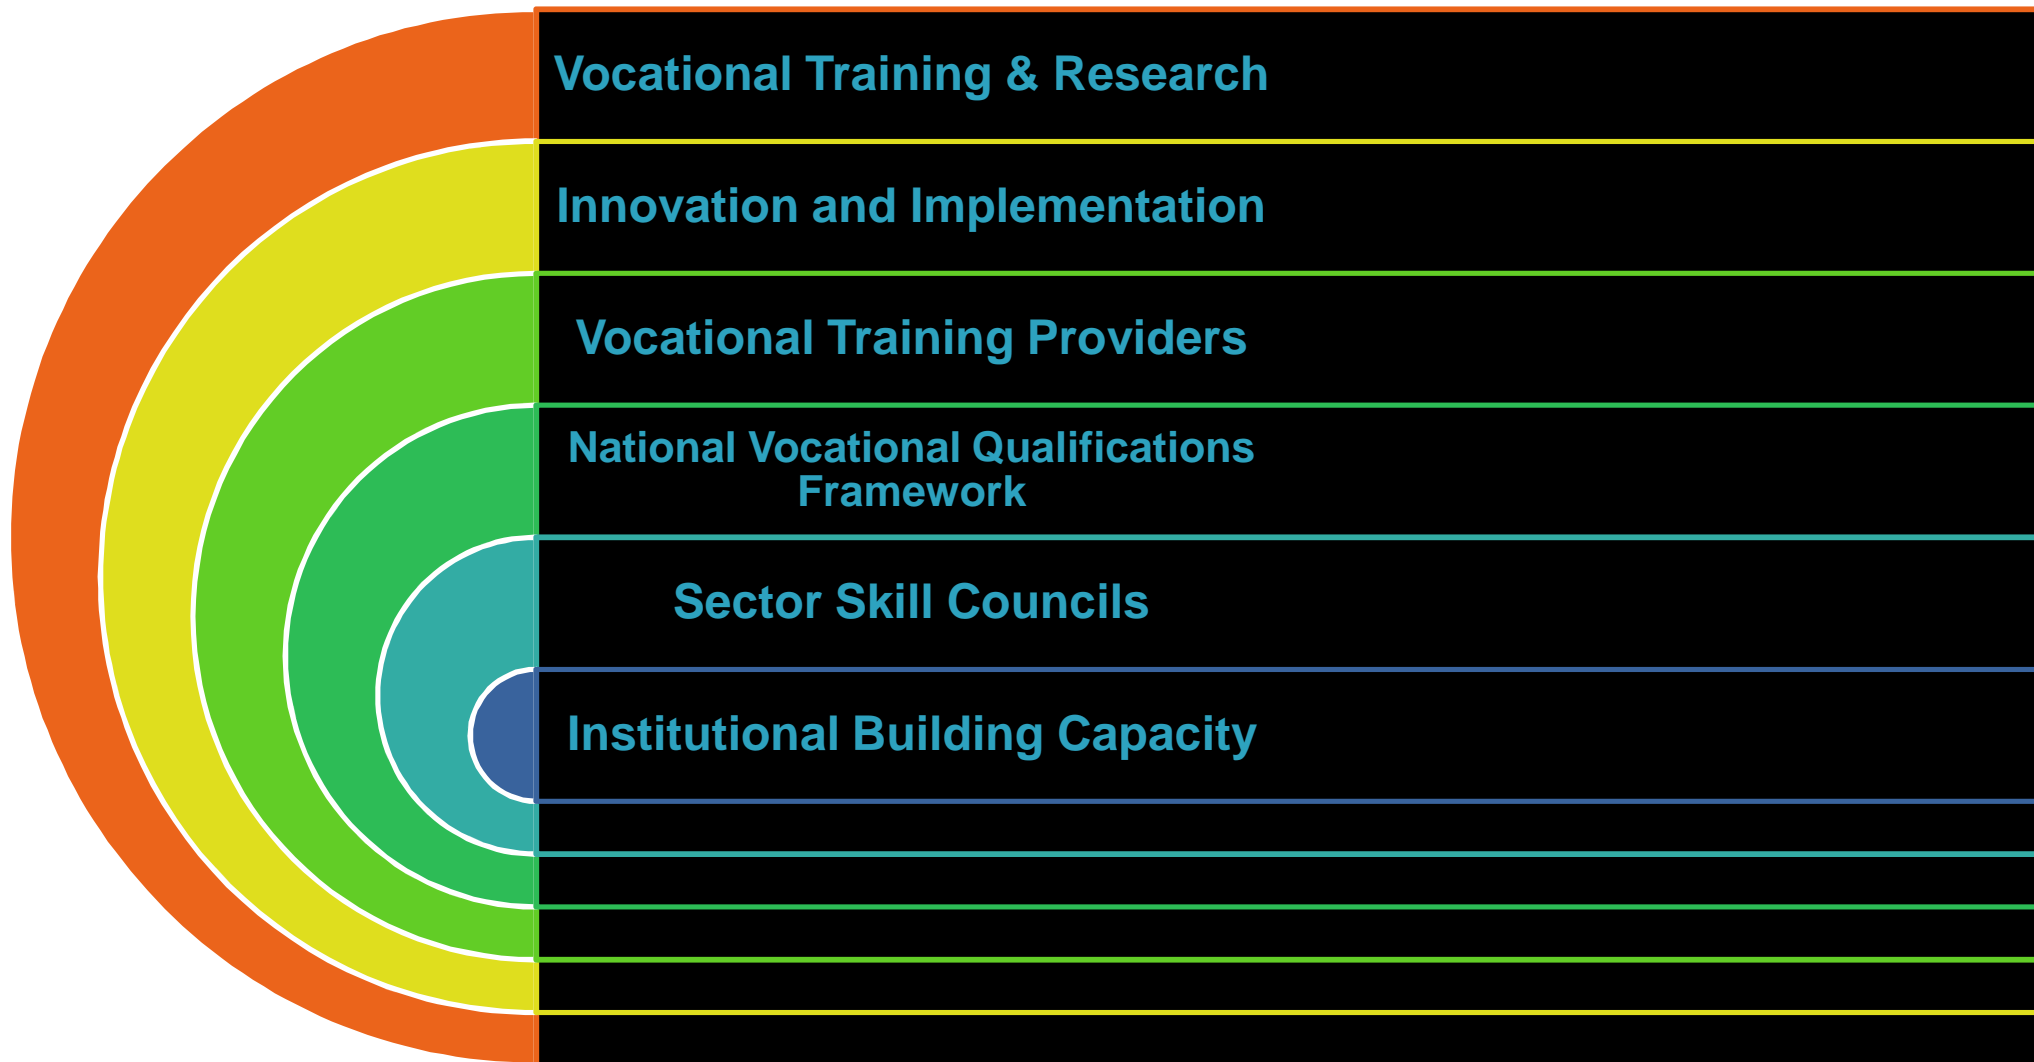 Vocational Training & Research
Innovation and Implementation
Vocational Training Providers
National Vocational Qualifications
Framework
Sector Skill Councils
Institutional Building Capacity